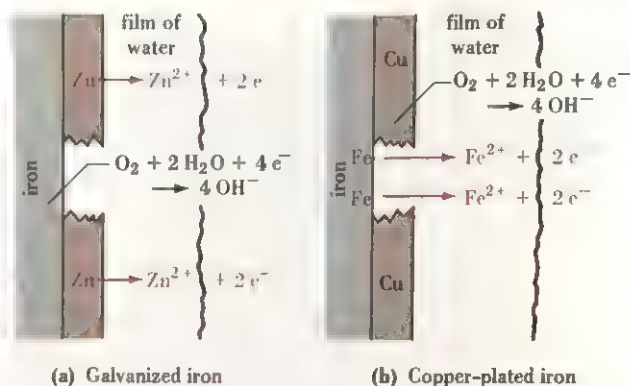 film of
water
Zn → Zn²⁺ + 2 e
O₂ + 2 H₂O + 4 e⁻
→ 4 OH⁻
iron
Zn → Zn²⁺ + 2 e⁻
(a) Galvanized iron
film of
water
Cu
O₂ + 2 H₂O + 4 e⁻
→ 4 OH⁻
Fe → Fe²⁺ + 2 e
iron
Fe → Fe²⁺ + 2 e⁻
Cu
(b) Copper-plated iron